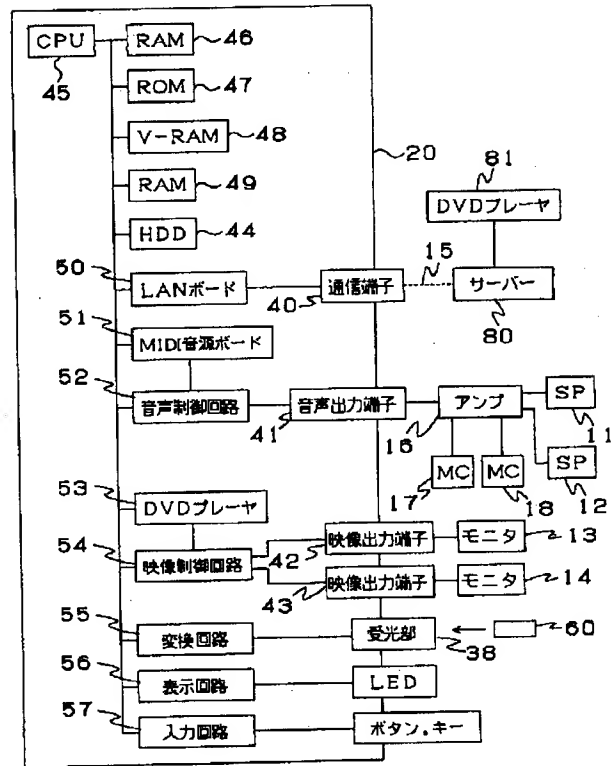 CPU
45
RAM
46
ROM
47
V-RAM
48
20
RAM
49
81
DVDプレーヤ
HDD
44
50
LANボード
通信端子
40
15
サーバー
80
51
MIDI音源ボード
52
音声制御回路
音声出力端子
41
アンプ
16
SP
11
MC
17
MC
18
SP
12
53
DVDプレーヤ
54
映像制御回路
映像出力端子
42
モニタ
13
映像出力端子
43
モニタ
14
55
変換回路
受光部
38
60
56
表示回路
LED
57
入力回路
ボタン。キー